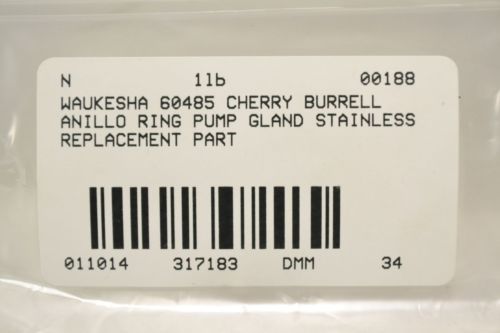 N 1lb 00188
WAUKESHA 60485 CHERRY BURRELL
ANILLO RING PUMP GLAND STAINLESS
REPLACEMENT PART
011014 317183 DMM 34